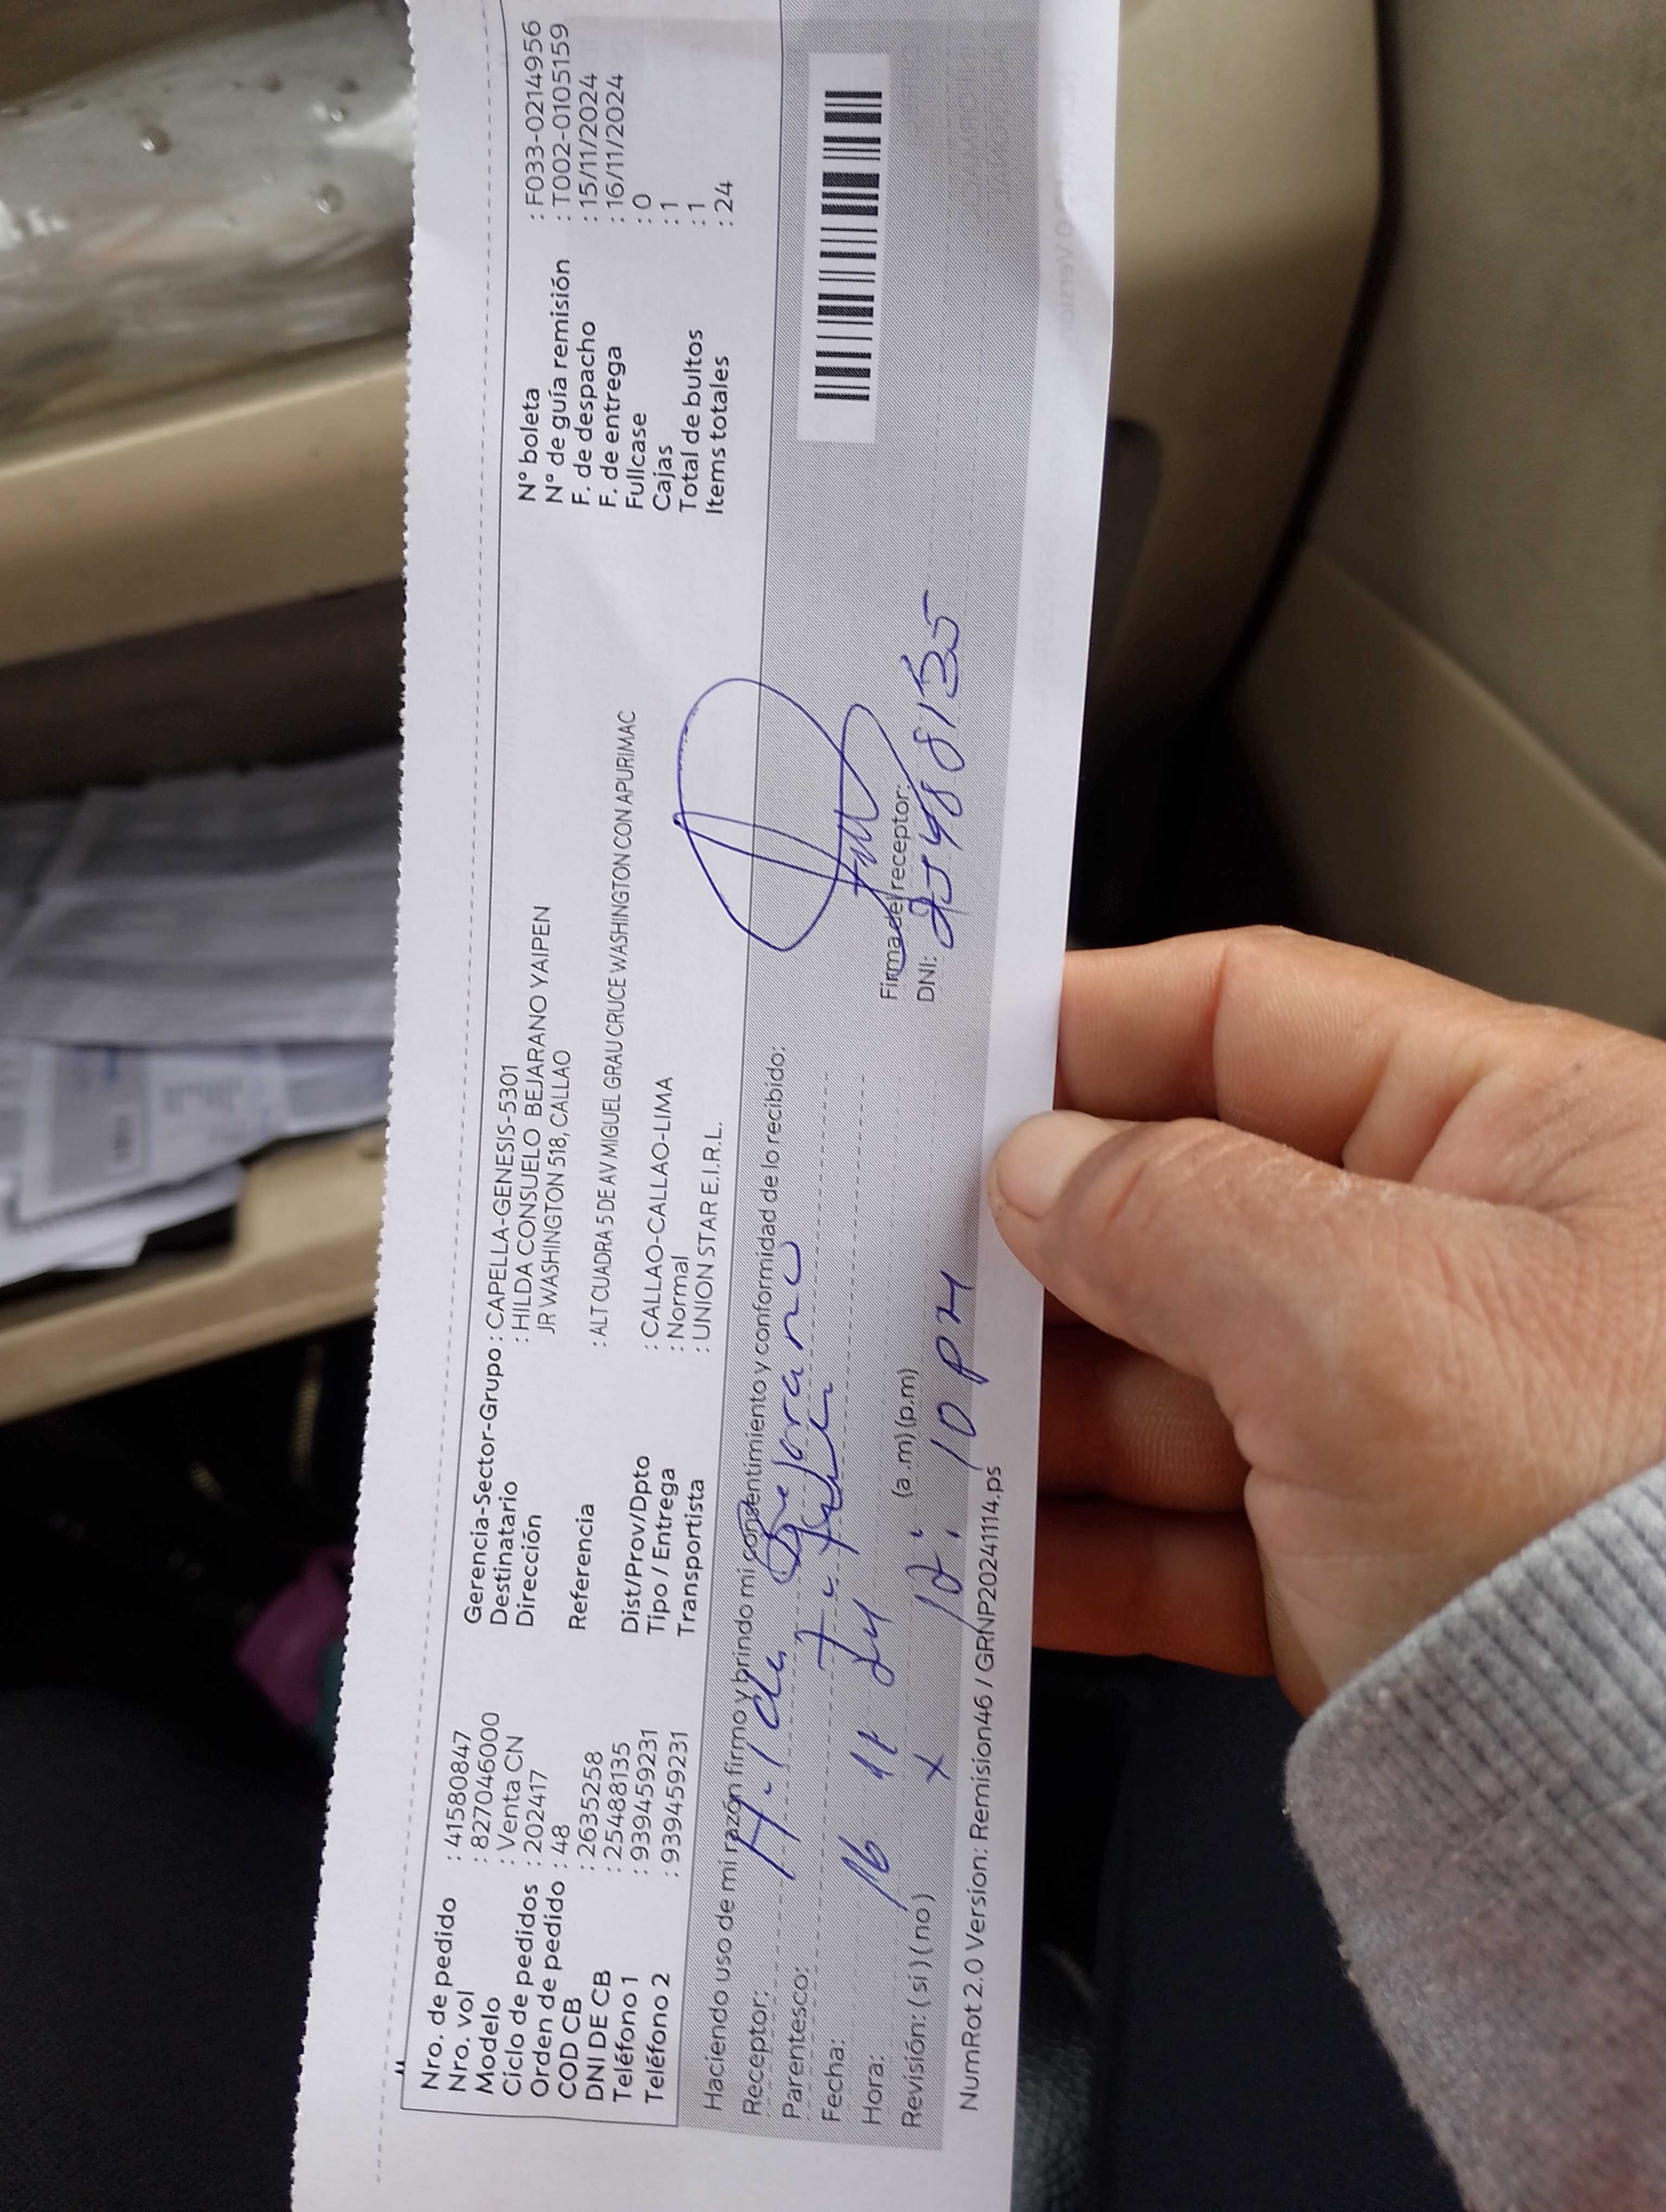 Nro. de pedido : 41580847
Nro. vol : 827046000
Modelo : Venta CN
Ciclo de pedidos : 202417
Orden de pedido : 48
COD CB : 26335258
DNI DE CB : 25488135
Teléfono 1 : 939459231
Teléfono 2 : 939459231
Gerencia-Sector-Grupo : CAPELLA-GENESIS-5301
Destinatario : HILDA CONSUELO BEJARANO YAIPEN
Dirección JR WASHINGTON 518, CALLAO
Referencia : ALT CUADRA 5 DE AV MIGUEL GRAU CRUCE WASHINGTON CON APURIMAC
Dist/Prov/Dpto : CALLAO-CALLAO-LIMA
Tipo / Entrega : Normal
Transportista : UNION STAR E.I.R.L.
N° boleta : F033-0214956
N° de guía remisión : T002-0105159
F. de despacho : 15/11/2024
F. de entrega : 16/11/2024
Fullcase : 0
Cajas : 1
Total de bultos : 1
Items totales : 24
Haciendo uso de mi razón firmo y brindo mi consentimiento y conformidad de lo recibido:
Receptor: Hilda Bejarano
Parentesco:
Fecha: 16 11 24
Hora: (a.m) (p.m) 12:10 PM
Revisión: (si) (no) x
Firma del receptor:
DNI: 25488135
NumRot 2.0 Version: Remision46 / GRNP20241114.ps